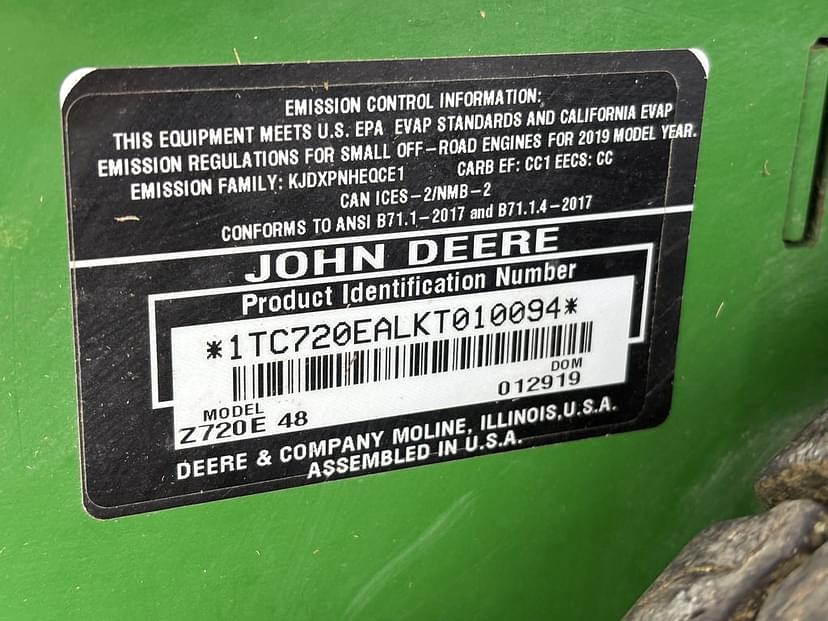 EMISSION CONTROL INFORMATION:
THIS EQUIPMENT MEETS U.S. EPA EVAP STANDARDS AND CALIFORNIA EVAP
EMISSION REGULATIONS FOR SMALL OFF-ROAD ENGINES FOR 2019 MODEL YEAR.
EMISSION FAMILY: KJDXPNHEQCE1 CARB EF: CC1 EECS: CC
CAN ICES-2/NMB-2
CONFORMS TO ANSI B71.1-2017 and B71.1.4-2017
JOHN DEERE
Product Identification Number
*1TC720EALKT010094*
DOM
MODEL 012919
Z720E 48
DEERE & COMPANY MOLINE, ILLINOIS, U.S.A.
ASSEMBLED IN U.S.A.